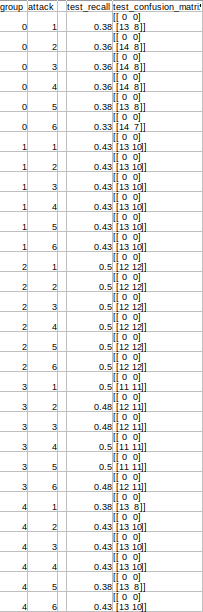 group attack test_recall test_confusion_matri
0 1 0.38 [[ 0 0] [13 8]]
0 2 0.36 [[ 0 0] [14 8]]
0 3 0.36 [[ 0 0] [14 8]]
0 4 0.36 [[ 0 0] [14 8]]
0 5 0.38 [[ 0 0] [13 8]]
0 6 0.33 [[ 0 0] [14 7]]
1 1 0.43 [[ 0 0] [13 10]]
1 2 0.43 [[ 0 0] [13 10]]
1 3 0.43 [[ 0 0] [13 10]]
1 4 0.43 [[ 0 0] [13 10]]
1 5 0.43 [[ 0 0] [13 10]]
1 6 0.43 [[ 0 0] [13 10]]
2 1 0.5 [[ 0 0] [12 12]]
2 2 0.5 [[ 0 0] [12 12]]
2 3 0.5 [[ 0 0] [12 12]]
2 4 0.5 [[ 0 0] [12 12]]
2 5 0.5 [[ 0 0] [12 12]]
2 6 0.5 [[ 0 0] [12 12]]
3 1 0.5 [[ 0 0] [11 11]]
3 2 0.48 [[ 0 0] [12 11]]
3 3 0.48 [[ 0 0] [12 11]]
3 4 0.5 [[ 0 0] [11 11]]
3 5 0.5 [[ 0 0] [11 11]]
3 6 0.48 [[ 0 0] [12 11]]
4 1 0.38 [[ 0 0] [13 8]]
4 2 0.43 [[ 0 0] [13 10]]
4 3 0.43 [[ 0 0] [13 10]]
4 4 0.43 [[ 0 0] [13 10]]
4 5 0.38 [[ 0 0] [13 8]]
4 6 0.43 [[ 0 0] [13 10]]